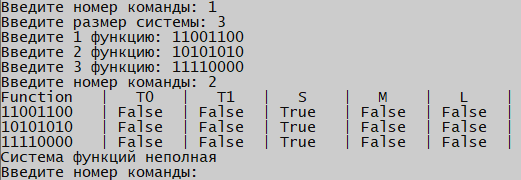 Введите номер команды: 1
Введите размер системы: 3
Введите 1 функцию: 11001100
Введите 2 функцию: 10101010
Введите 3 функцию: 11110000
Введите номер команды: 2
Function | T0 | T1 | S | M | L |
11001100 | False | False | True | False | False |
10101010 | False | False | True | False | False |
11110000 | False | False | True | False | False |
Система функций неполная
Введите номер команды: